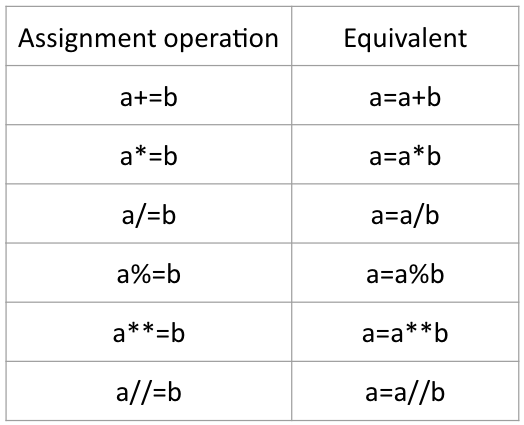 Assignment operation Equivalent
a+=b a=a+b
a*=b a=a*b
a/=b a=a/b
a%=b a=a%b
a**=b a=a**b
a//=b a=a//b